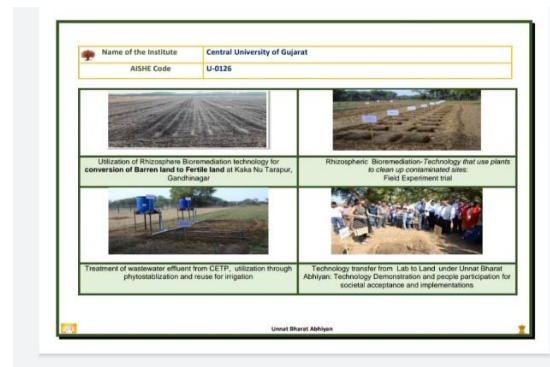 Name of the Institute Central University of Gujarat
AISHE Code U-0126
Utilization of Rhizosphere Bioremediation technology for
conversion of Barren land to Fertile land at Kaka Nu Tarapur,
Gandhinagar
Rhizospheric Bioremediation-Technology that use plants
to clean up contaminated sites:
Field Experiment trial
Treatment of wastewater effluent from CETP, utilization through
phytostablization and reuse for irrigation
Technology transfer from Lab to Land under Unnat Bharat
Abhiyan: Technology Demonstration and people participation for
societal acceptance and implementations
Unnat Bharat Abhiyan